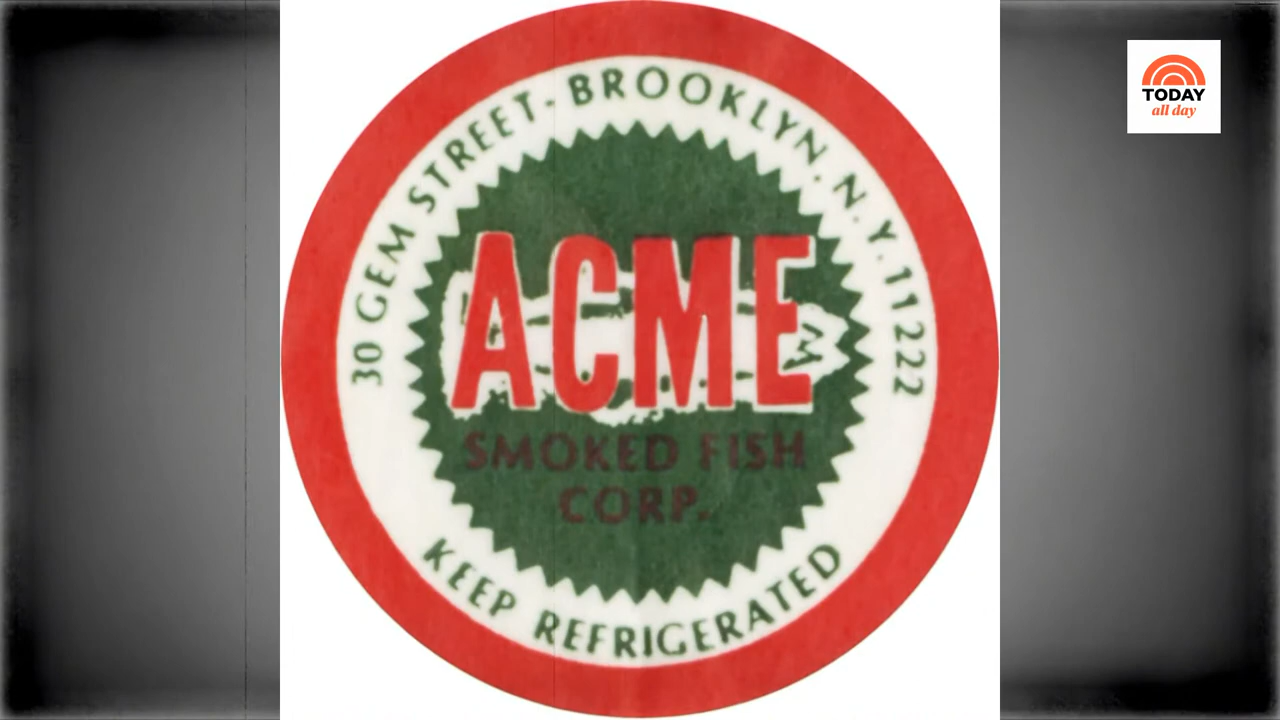 30 GEM STREET - BROOKLYN, N.Y. 11222
ACME
SMOKED FISH
CORP.
KEEP REFRIGERATED
TODAY
all day